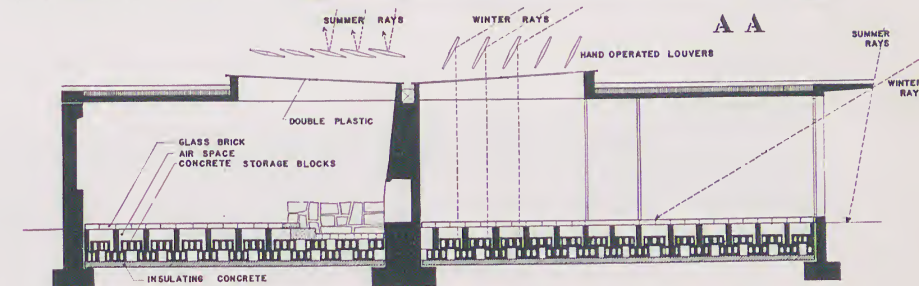 SUMMER RAYS
WINTER RAYS
A A
HAND OPERATED LOUVERS
SUMMER
RAYS
WINTER
RAYS
DOUBLE PLASTIC
GLASS BRICK
AIR SPACE
CONCRETE STORAGE BLOCKS
INSULATING CONCRETE